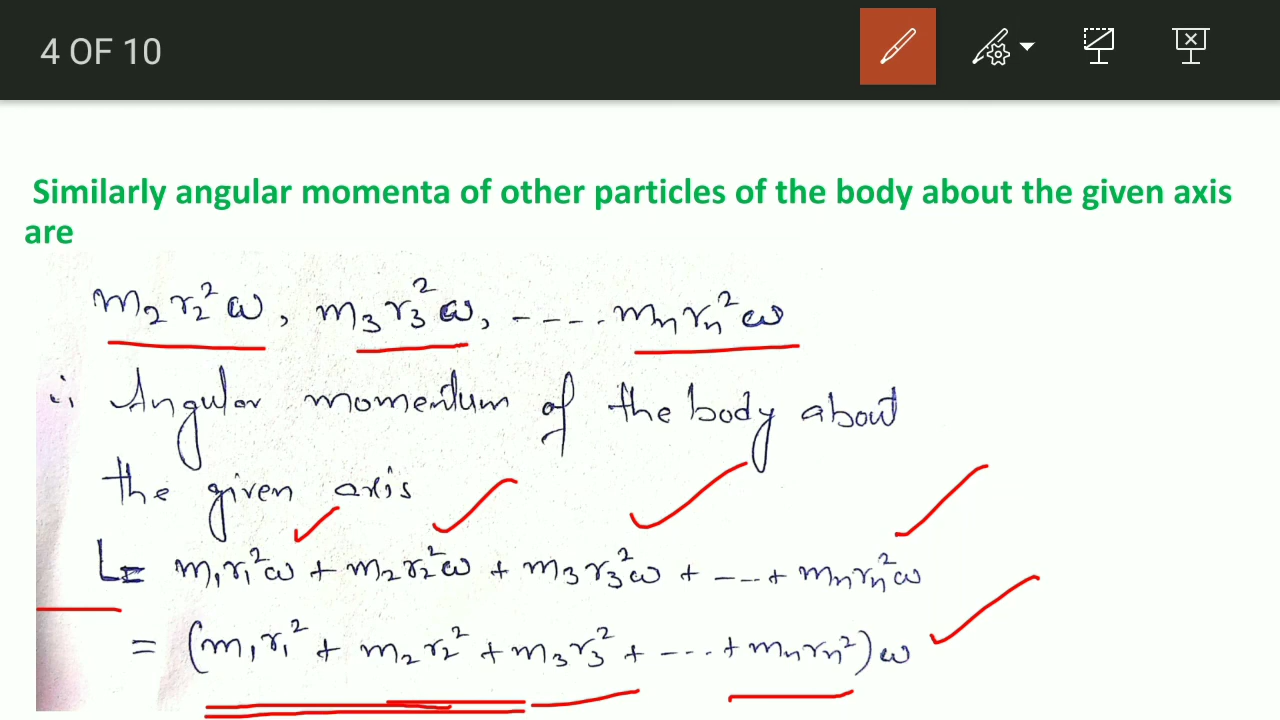 4 OF 10
Similarly angular momenta of other particles of the body about the given axis
are
m₂r₂²ω, m₃r₃²ω, ----. mₙrₙ²ω
∴ Angular momentum of the body about
the given axis
L = m₁r₁²ω + m₂r₂²ω + m₃r₃²ω + --- + mₙrₙ²ω
= (m₁r₁² + m₂r₂² + m₃r₃² + ---.. + mₙrₙ²)ω